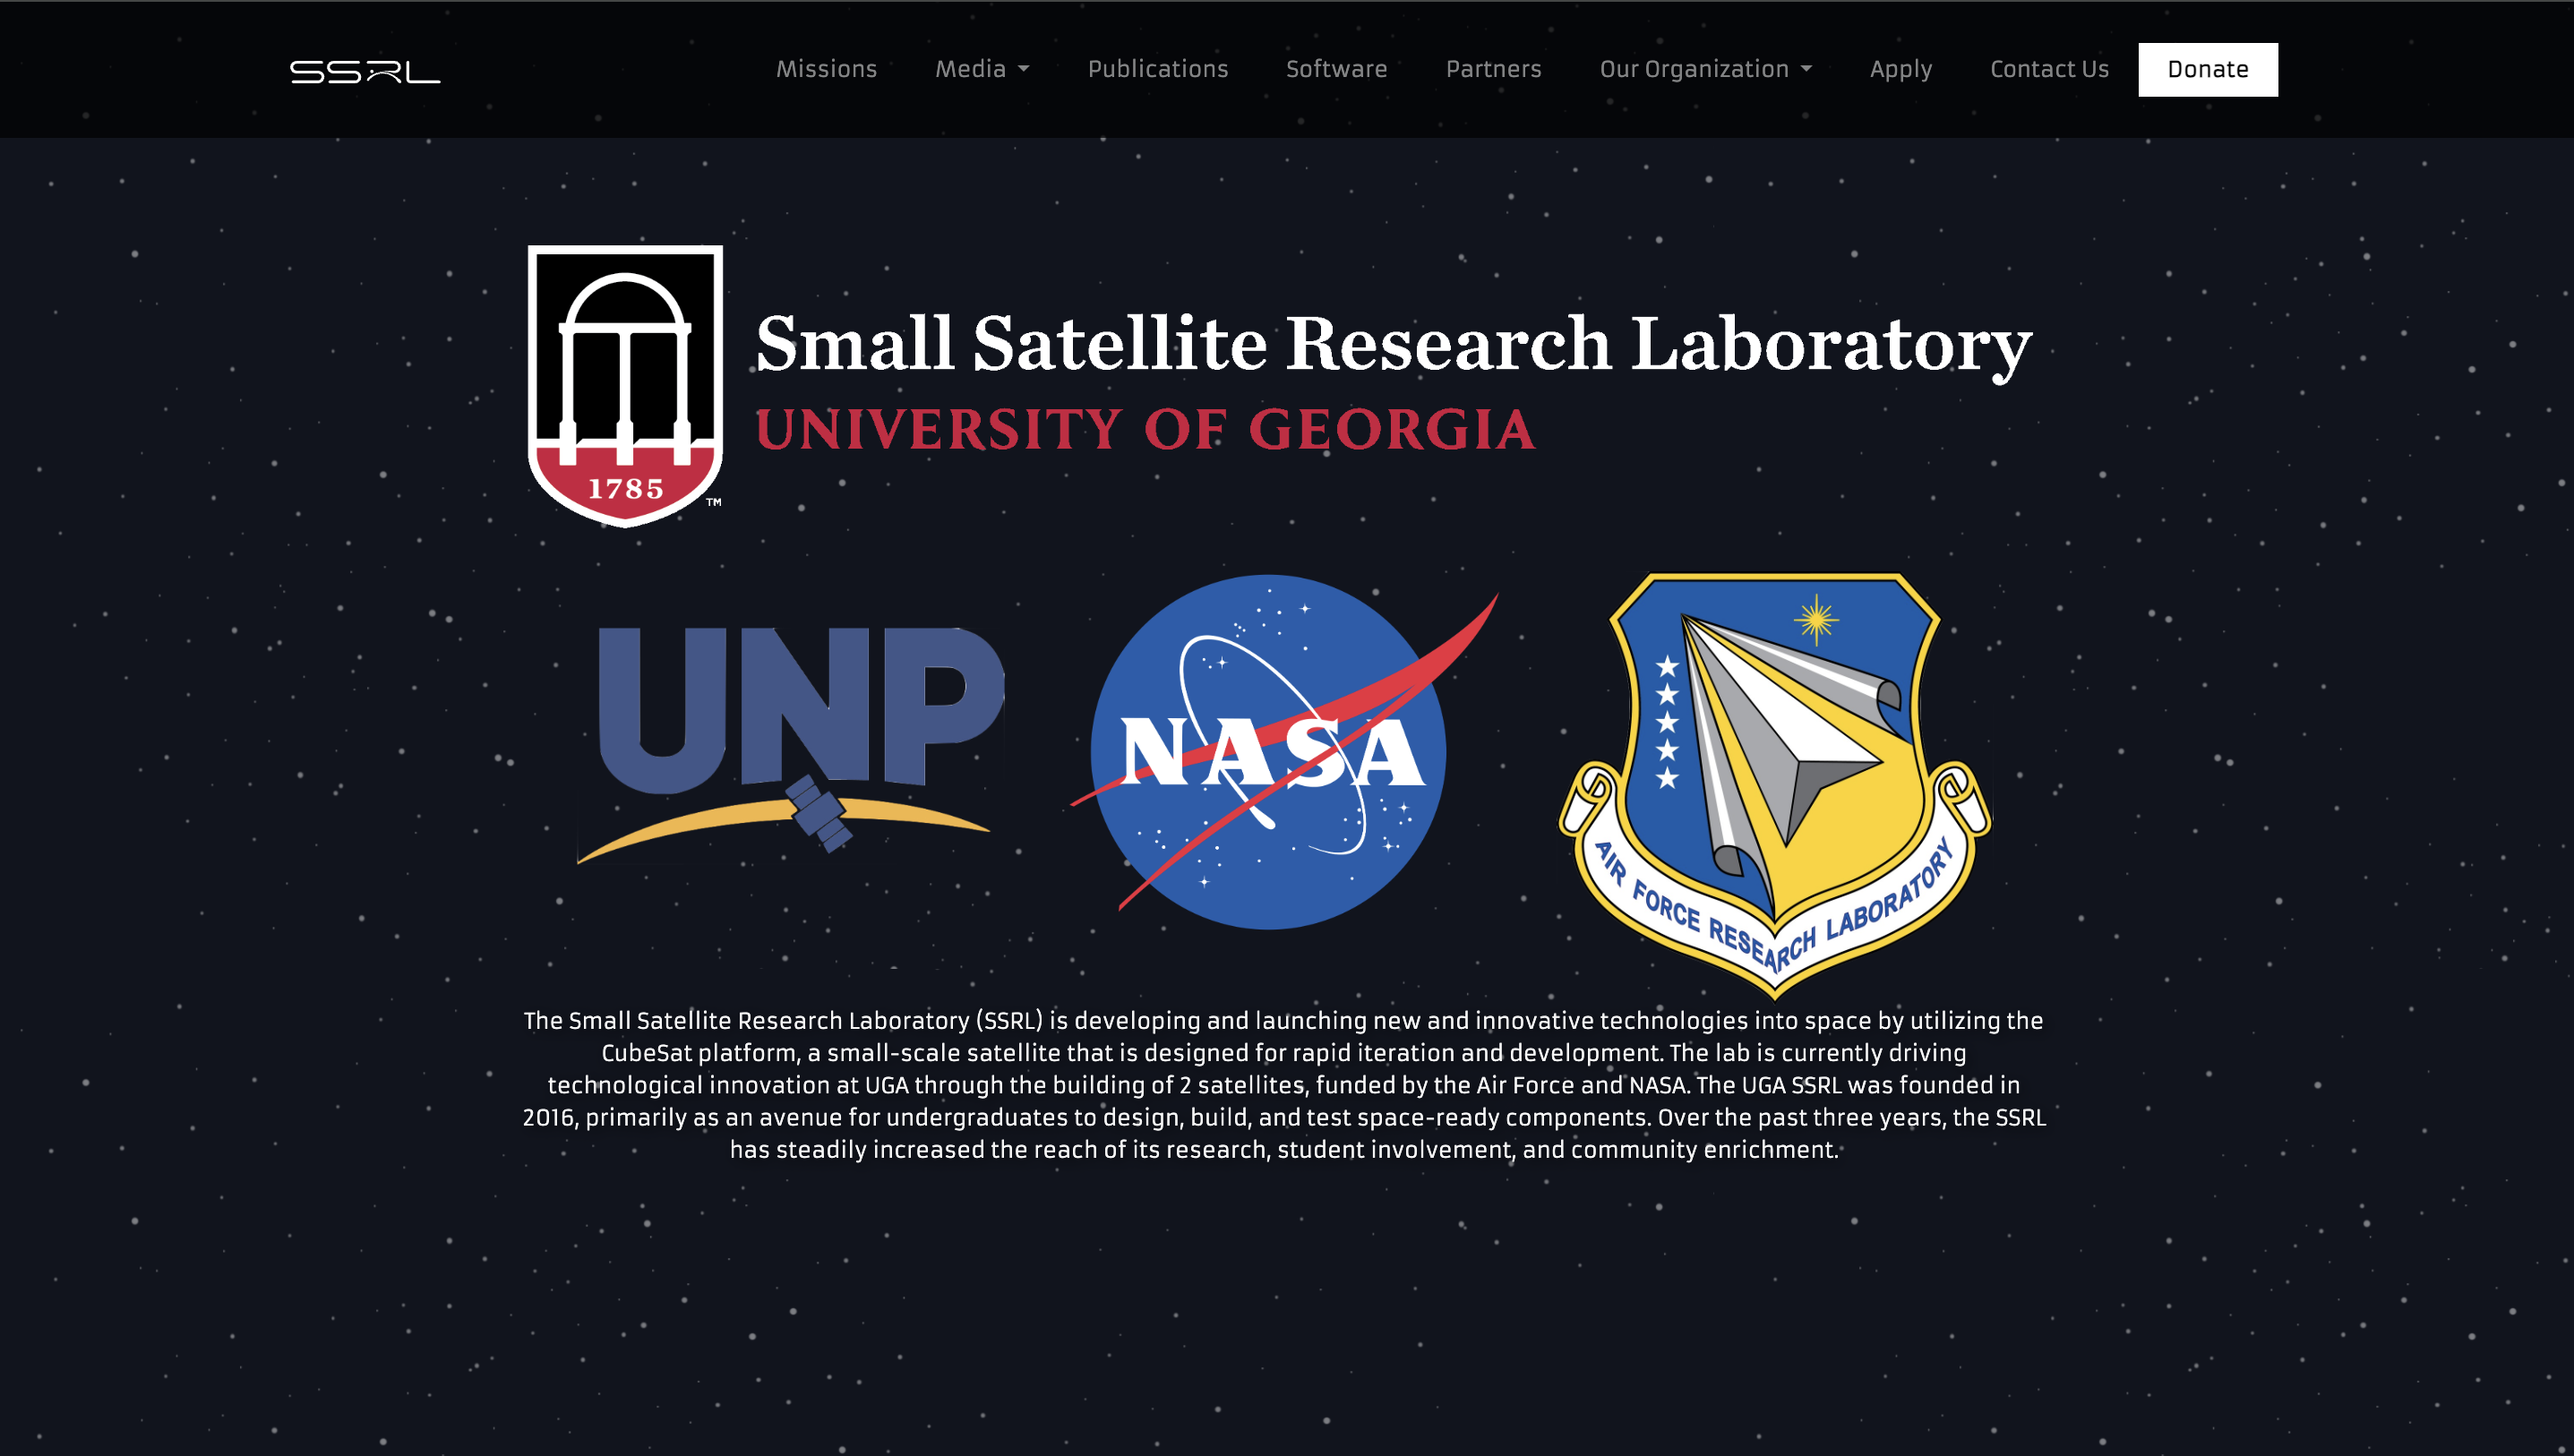 SSRL
Missions Media Publications Software Partners Our Organization Apply Contact Us Donate
Small Satellite Research Laboratory
UNIVERSITY OF GEORGIA
1785
TM
UNP
NASA
AIR FORCE RESEARCH LABORATORY
The Small Satellite Research Laboratory (SSRL) is developing and launching new and innovative technologies into space by utilizing the
CubeSat platform, a small-scale satellite that is designed for rapid iteration and development. The lab is currently driving
technological innovation at UGA through the building of 2 satellites, funded by the Air Force and NASA. The UGA SSRL was founded in
2016, primarily as an avenue for undergraduates to design, build, and test space-ready components. Over the past three years, the SSRL
has steadily increased the reach of its research, student involvement, and community enrichment.